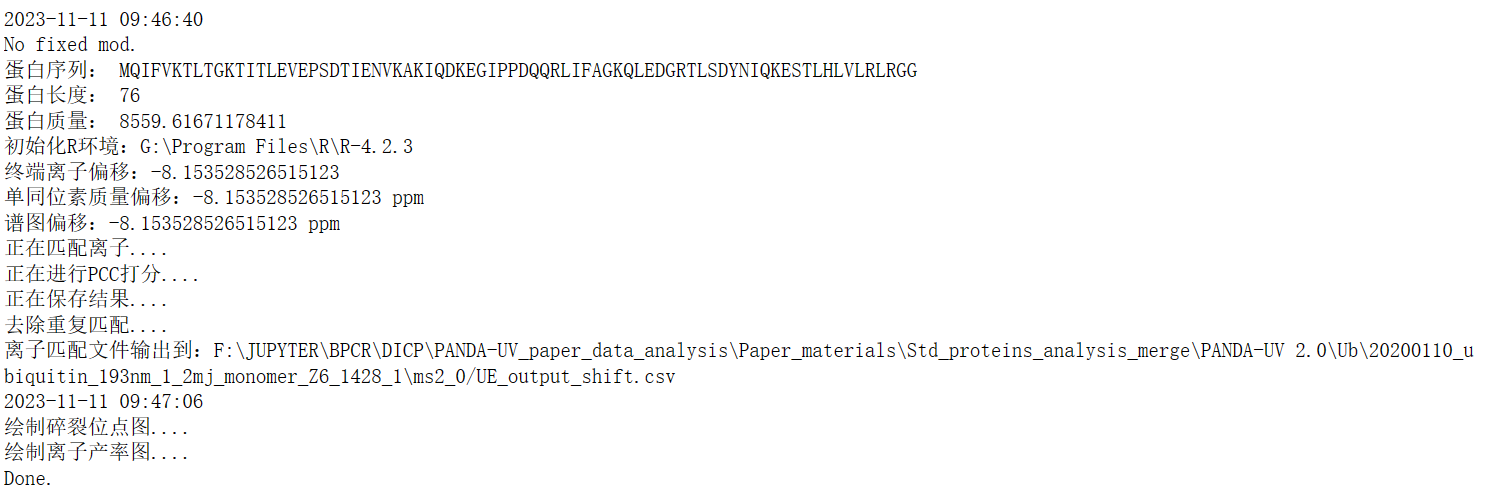 2023-11-11 09:46:40
No fixed mod.
蛋白序列： MQIFVKTLTGKTITLEVEPSDTIENVKAKIQDKEGIPPDQQRLIFAGKQLEDGRTLSDYNIQKESTLHLVLRLRGG
蛋白长度： 76
蛋白质量： 8559.61671178411
初始化R环境：G:\Program Files\R\R-4.2.3
终端离子偏移：-8.153528526515123
单同位素质量偏移：-8.153528526515123 ppm
谱图偏移：-8.153528526515123 ppm
正在匹配离子....
正在进行PCC打分....
正在保存结果....
去除重复匹配....
离子匹配文件输出到：F:\JUPYTER\BPCR\DICP\PANDA-UV_paper_data_analysis\Paper_materials\Std_proteins_analysis_merge\PANDA-UV 2.0\Ub\20200110_u
biquitin_193nm_1_2mj_monomer_Z6_1428_1\ms2_0/UE_output_shift.csv
2023-11-11 09:47:06
绘制碎裂位点图....
绘制离子产率图....
Done.